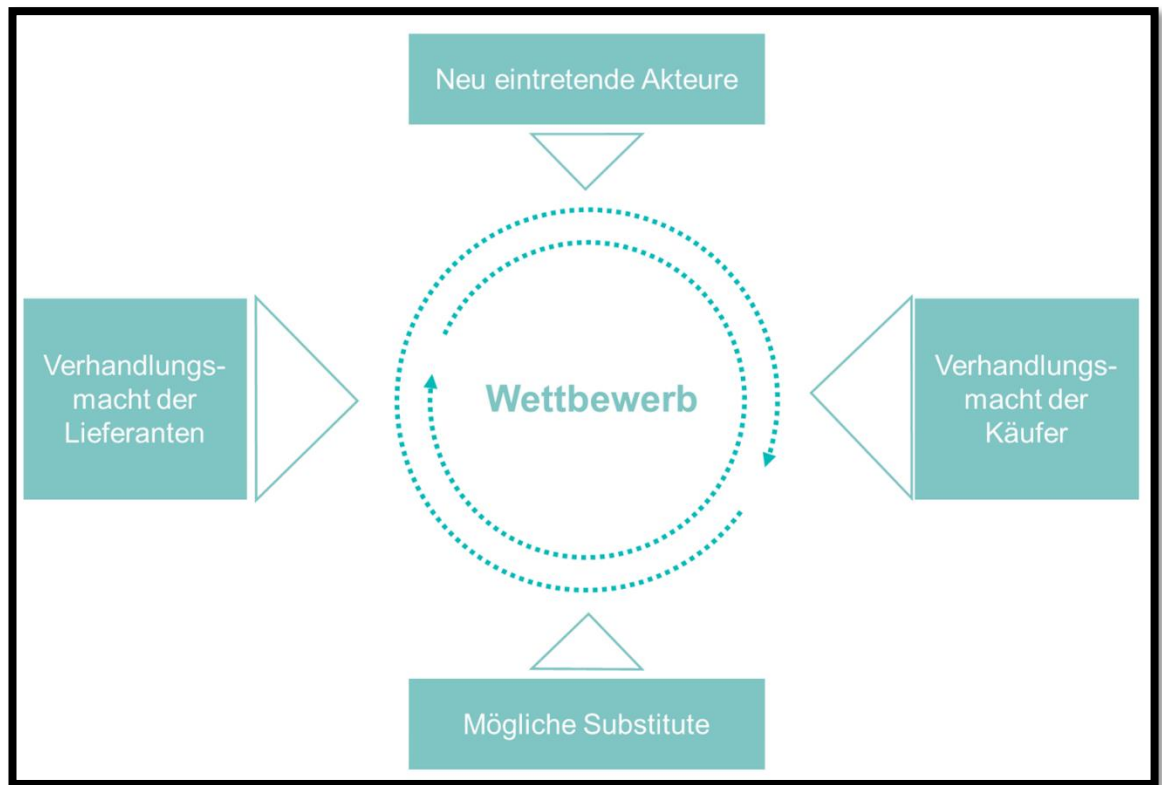 Neu eintretende Akteure
Verhandlungs-
macht der
Lieferanten
Wettbewerb
Verhandlungs-
macht der
Käufer
Mögliche Substitute